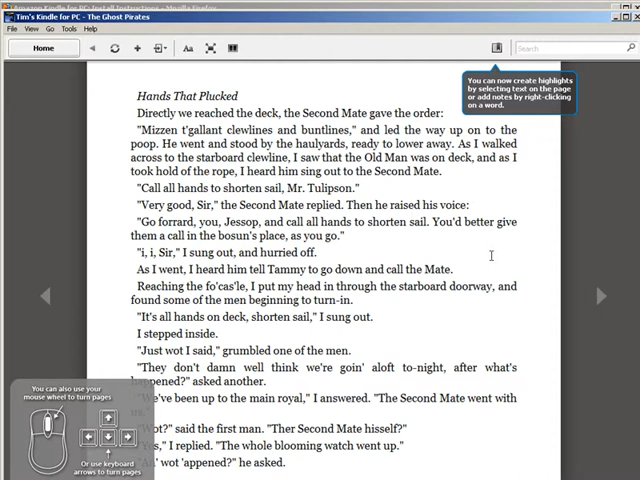 Amazon Kindle for PC: Install Instructions - Mozilla Firefox
Tim's Kindle for PC - The Ghost Pirates
File View Go Tools Help
Home
Aa
Search
You can now create highlights
by selecting text on the page
or add notes by right-clicking
on a word.
Hands That Plucked
Directly we reached the deck, the Second Mate gave the order:
"Mizzen t'gallant clewlines and buntlines," and led the way up on to the
poop. He went and stood by the haulyards, ready to lower away. As I walked
across to the starboard clewline, I saw that the Old Man was on deck, and as I
took hold of the rope, I heard him sing out to the Second Mate.
"Call all hands to shorten sail, Mr. Tulipson."
"Very good, Sir," the Second Mate replied. Then he raised his voice:
"Go forrard, you, Jessop, and call all hands to shorten sail. You'd better give
them a call in the bosun's place, as you go."
"i, i, Sir," I sung out, and hurried off.
As I went, I heard him tell Tammy to go down and call the Mate.
Reaching the fo'cas'le, I put my head in through the starboard doorway, and
found some of the men beginning to turn-in.
"It's all hands on deck, shorten sail," I sung out.
I stepped inside.
"Just wot I said," grumbled one of the men.
"They don't damn well think we're goin' aloft to-night, after what's
happened?" asked another.
"We've been up to the main royal," I answered. "The Second Mate went with
us."
"Wot?" said the first man. "Ther Second Mate hisself?"
"Yes," I replied. "The whole blooming watch went up."
"An' wot 'appened?" he asked.
You can also use your
mouse wheel to turn pages
Or use keyboard
arrows to turn pages